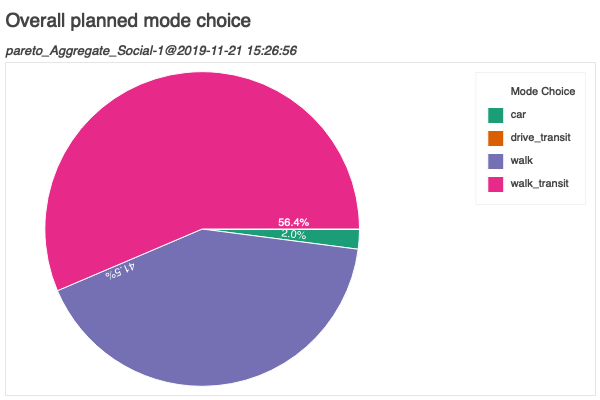 Overall planned mode choice
pareto_Aggregate_Social-1@2019-11-21 15:26:56
Mode Choice
car
drive_transit
walk
walk_transit
56.4%
2.0%
41.5%